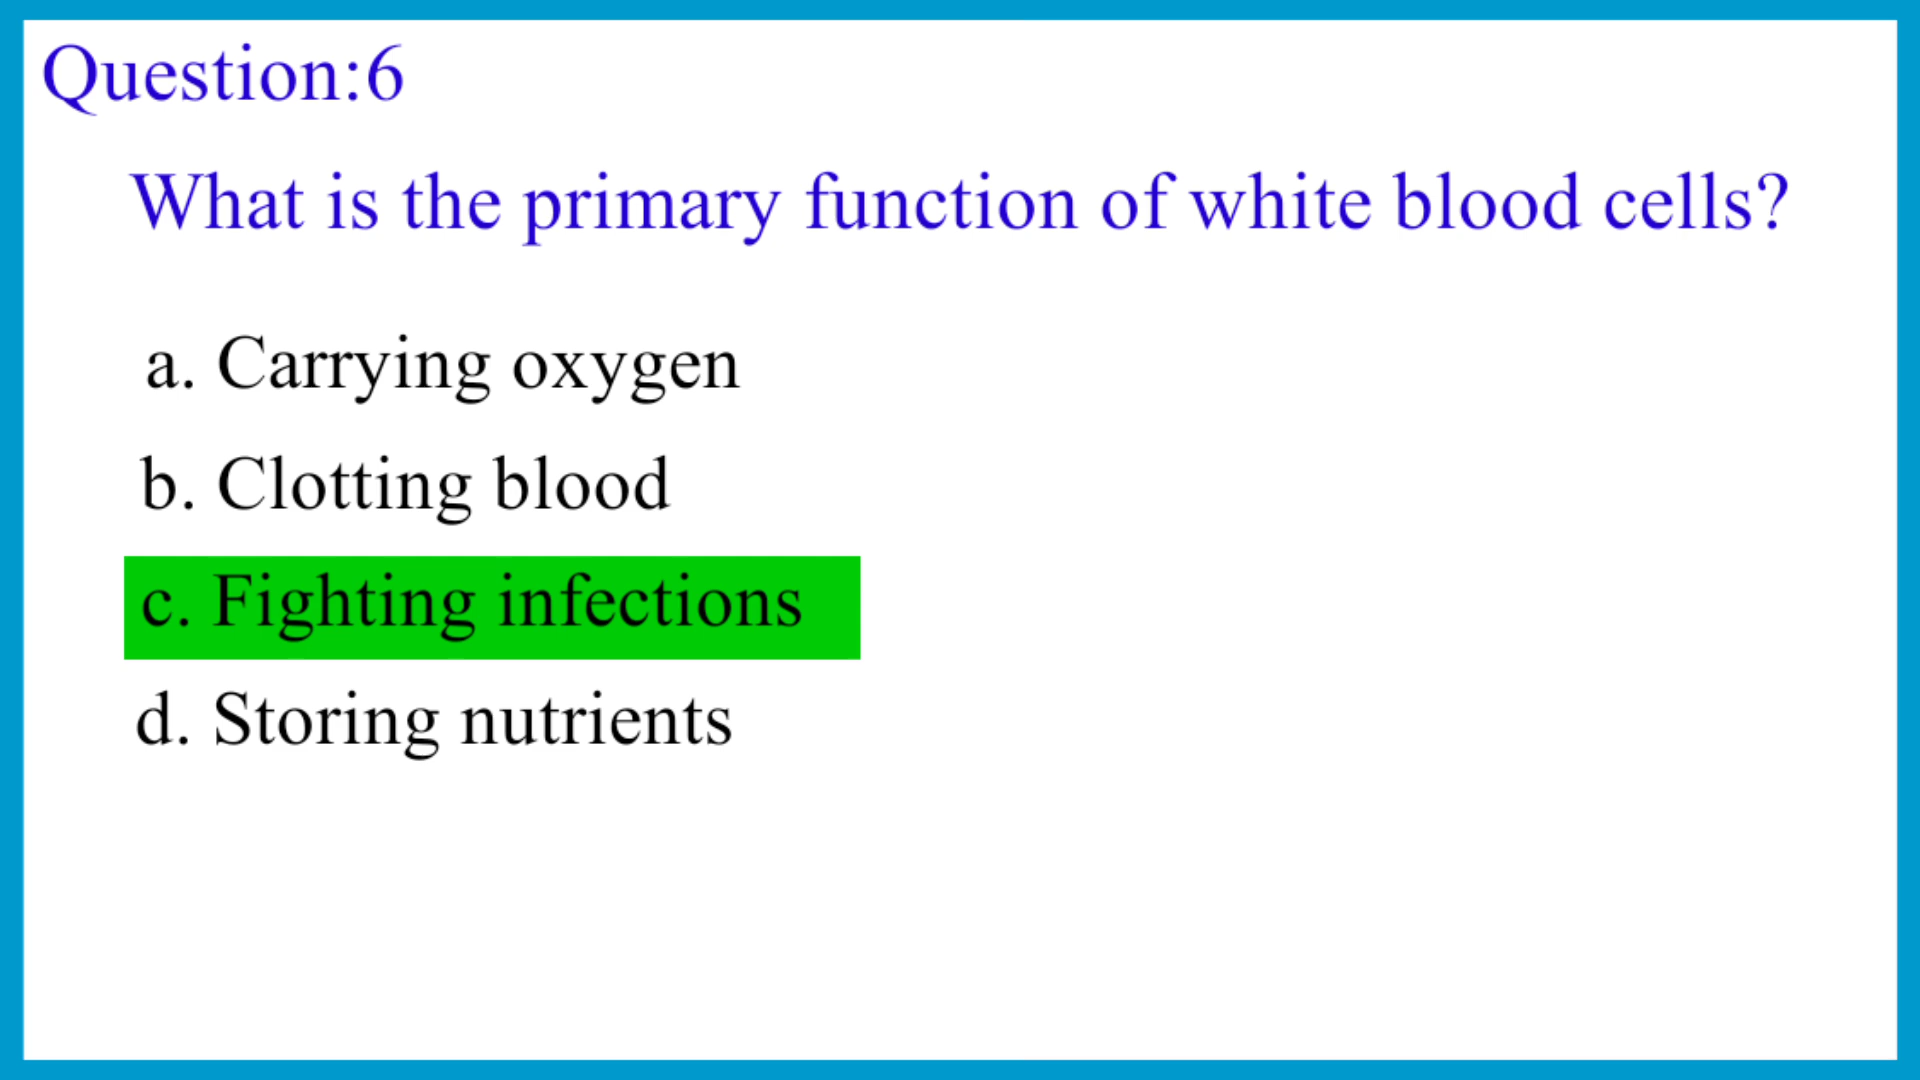 Question:6
What is the primary function of white blood cells?
a. Carrying oxygen
b. Clotting blood
c. Fighting infections
d. Storing nutrients